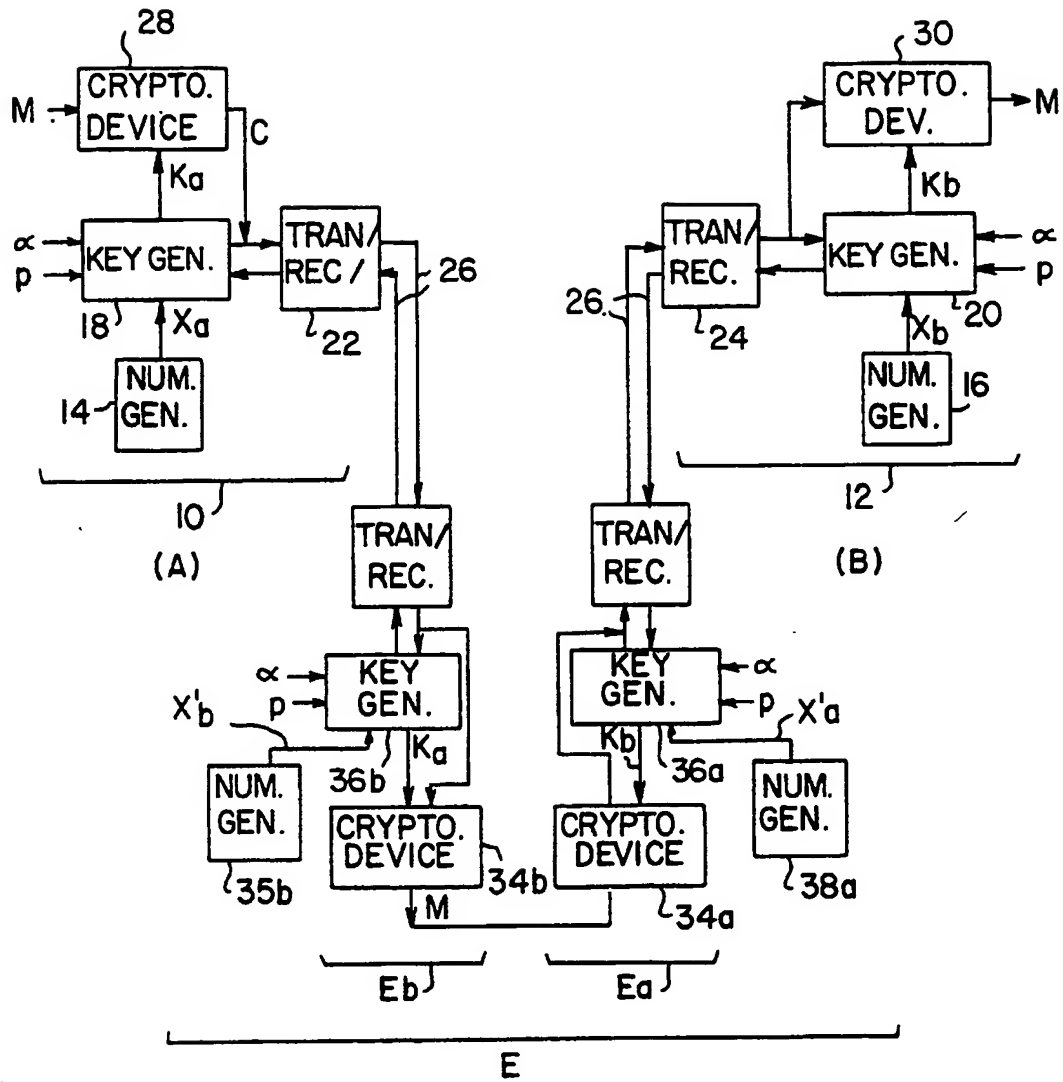 28
CRYPTO.
DEVICE
M
C
Ka
∝
p
KEY GEN.
18
Xa
TRAN/
REC/
22
26
14
NUM.
GEN.
10
(A)
30
CRYPTO.
DEV.
M
Kb
TRAN/
REC.
24
26
KEY GEN.
∝
p
20
Xb
NUM.
GEN.
16
12
(B)
TRAN/
REC.
TRAN/
REC.
∝
p
KEY
GEN.
X'b
Ka
36b
NUM.
GEN.
35b
CRYPTO.
DEVICE
34b
M
KEY
GEN.
∝
p
X'a
Kb
36a
CRYPTO.
DEVICE
34a
NUM.
GEN.
38a
Eb
Ea
E